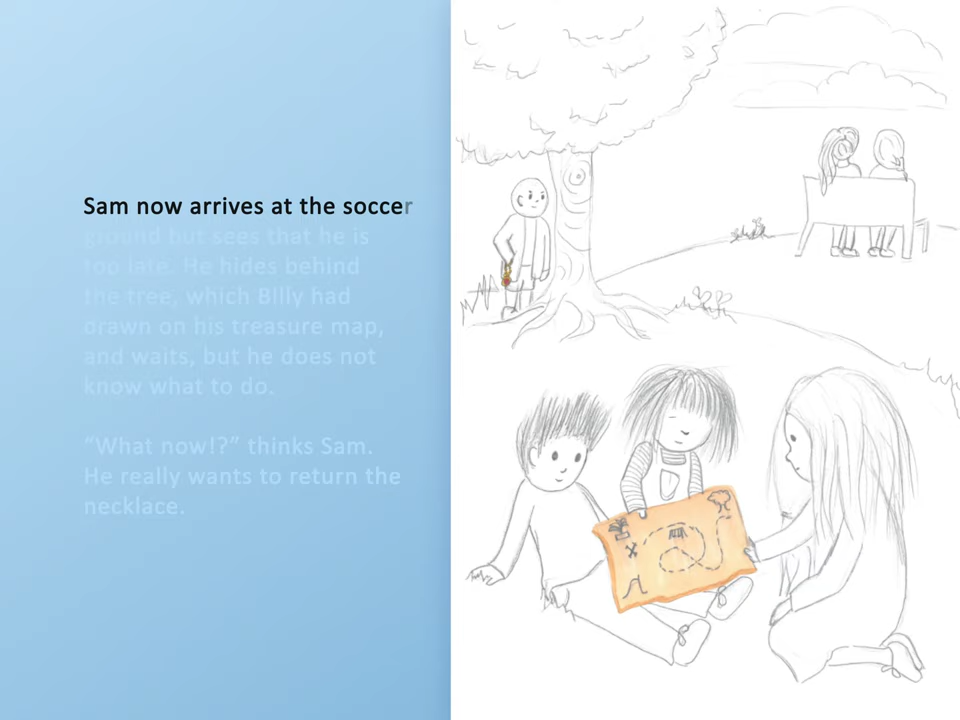 Sam now arrives at the soccer
ground but sees that he is
too late. He hides behind
the tree, which BIlly had
drawn on his treasure map,
and waits, but he does not
know what to do.
“What now!?” thinks Sam.
He really wants to return the
necklace.